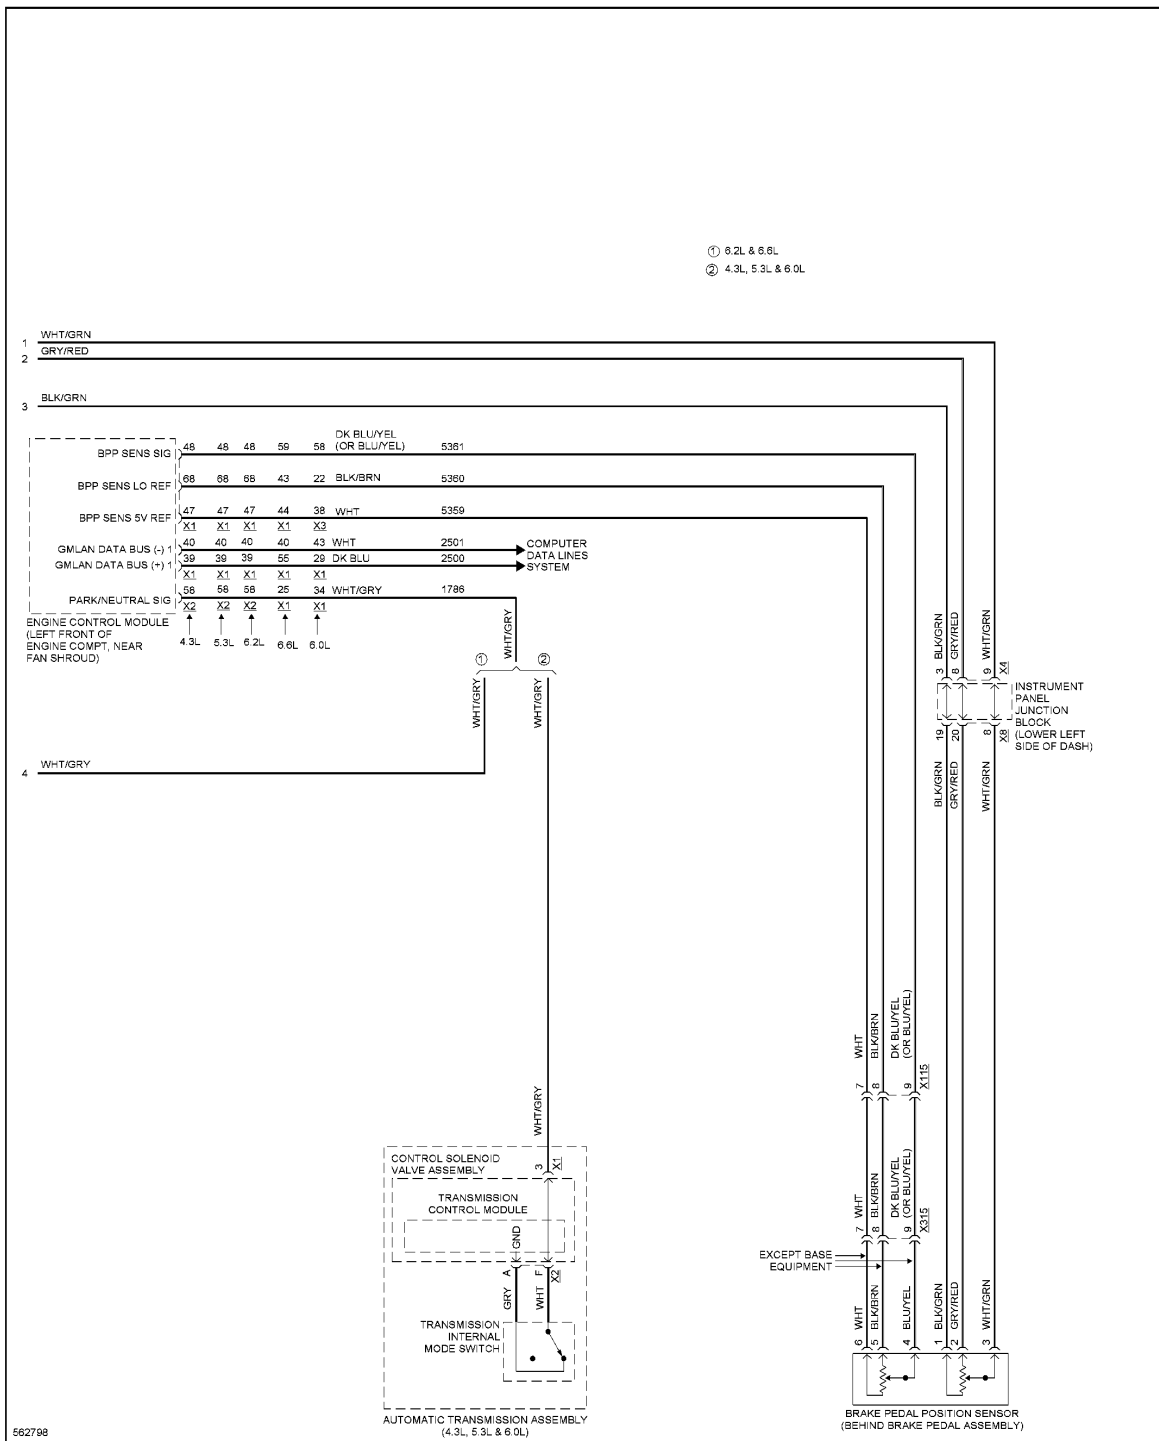 ① 6.2L & 6.6L
② 4.3L, 5.3L & 6.0L
1 WHT/GRN
2 GRY/RED
3 BLK/GRN
DK BLU/YEL
(OR BLU/YEL)
BPP SENS SIG 48 48 48 59 58 5361
BPP SENS LO REF 68 68 68 43 22 BLK/BRN 5360
BPP SENS 5V REF 47 47 47 44 38 WHT 5359
X1 X1 X1 X1 X3
GMLAN DATA BUS (-) 1 40 40 40 40 43 WHT 2501
GMLAN DATA BUS (+) 1 39 39 39 55 29 DK BLU 2500
X1 X1 X1 X1 X1
COMPUTER
DATA LINES
SYSTEM
PARK/NEUTRAL SIG 58 58 58 25 34 WHT/GRY 1786
X2 X2 X2 X1 X1
4.3L 5.3L 6.2L 6.6L 6.0L
ENGINE CONTROL MODULE
(LEFT FRONT OF
ENGINE COMPT, NEAR
FAN SHROUD)
WHT/GRY
① ②
WHT/GRY WHT/GRY
4 WHT/GRY
BLK/GRN GRY/RED WHT/GRN
3 8 9 X4
INSTRUMENT
PANEL
JUNCTION
BLOCK
(LOWER LEFT
SIDE OF DASH)
19 20 8 X8
BLK/GRN GRY/RED WHT/GRN
WHT BLK/BRN DK BLU/YEL
(OR BLU/YEL)
7 8 9 X115
WHT BLK/BRN DK BLU/YEL
(OR BLU/YEL)
7 8 9 X315
EXCEPT BASE
EQUIPMENT
WHT BLK/BRN BLU/YEL BLK/GRN GRY/RED WHT/GRN
6 5 4 1 2 3
BRAKE PEDAL POSITION SENSOR
(BEHIND BRAKE PEDAL ASSEMBLY)
WHT/GRY
3 X1
CONTROL SOLENOID
VALVE ASSEMBLY
TRANSMISSION
CONTROL MODULE
GND
A F X2
GRY WHT
TRANSMISSION
INTERNAL
MODE SWITCH
AUTOMATIC TRANSMISSION ASSEMBLY
(4.3L, 5.3L & 6.0L)
562798